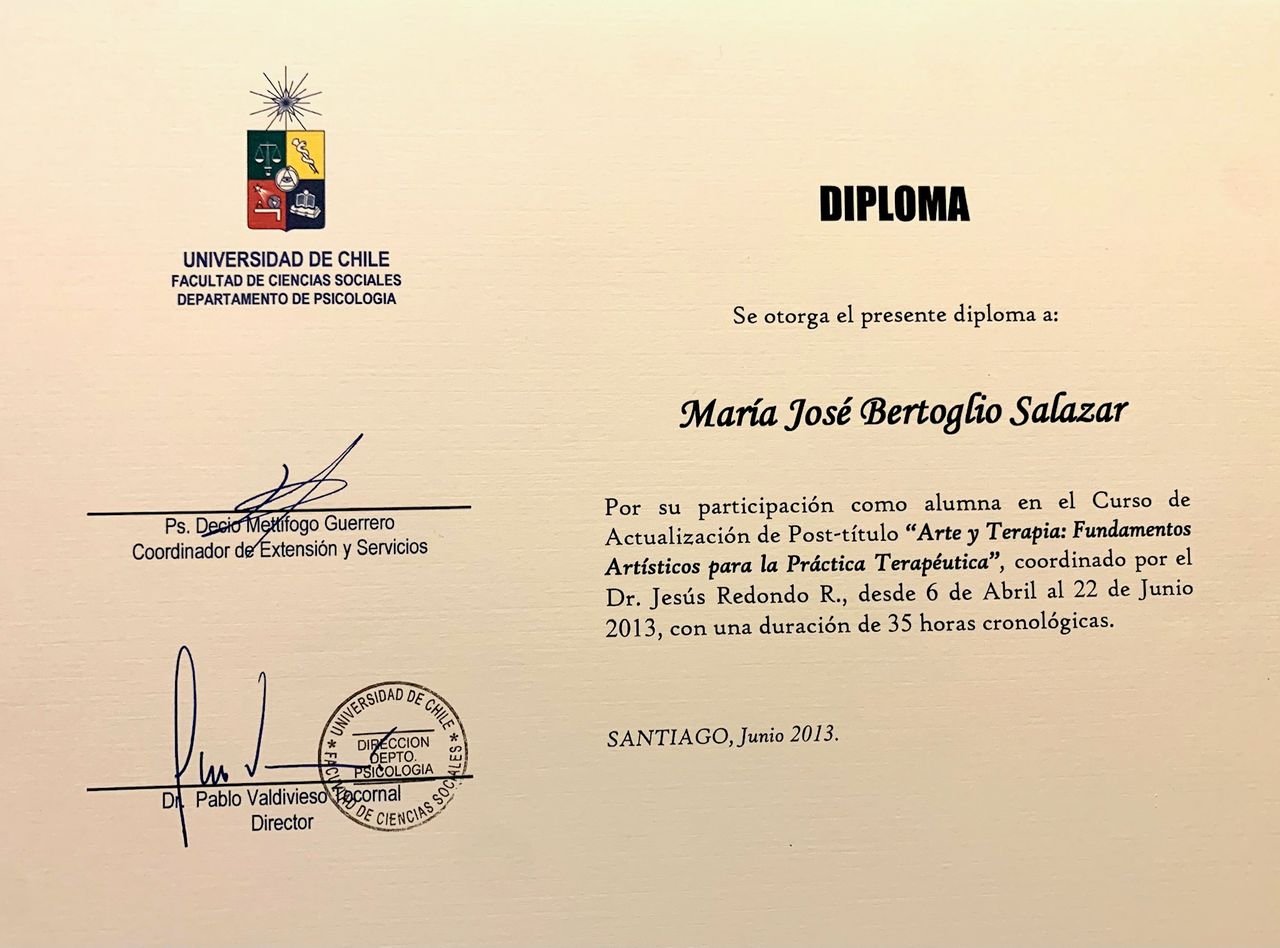 UNIVERSIDAD DE CHILE
FACULTAD DE CIENCIAS SOCIALES
DEPARTAMENTO DE PSICOLOGIA
Ps. Decio Mettifogo Guerrero
Coordinador de Extensión y Servicios
Dr. Pablo Valdivieso Tocornal
Director
* UNIVERSIDAD DE CHILE *
FACULTAD DE CIENCIAS SOCIALES
DIRECCION
DEPTO.
PSICOLOGIA
DIPLOMA
Se otorga el presente diploma a:
María José Bertoglio Salazar
Por su participación como alumna en el Curso de
Actualización de Post-título “Arte y Terapia: Fundamentos
Artísticos para la Práctica Terapéutica”, coordinado por el
Dr. Jesús Redondo R., desde 6 de Abril al 22 de Junio
2013, con una duración de 35 horas cronológicas.
SANTIAGO, Junio 2013.